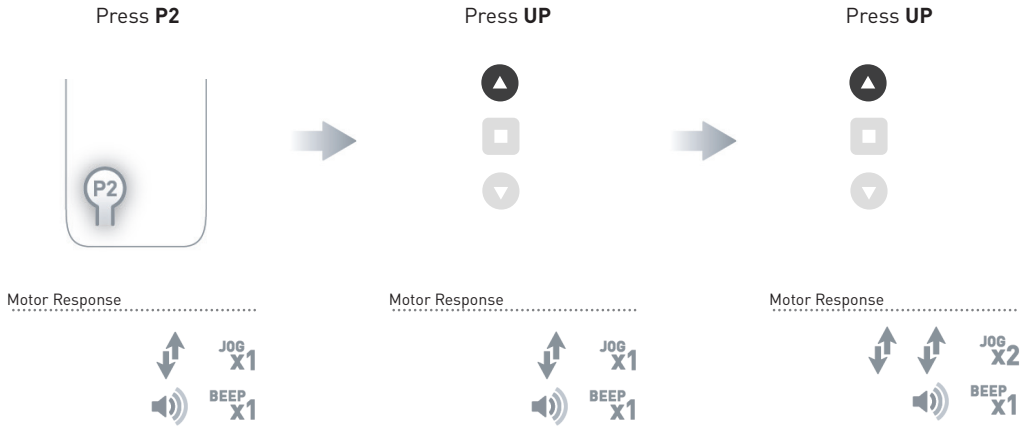 Press P2
Press UP
Press UP
P2
Motor Response
Motor Response
Motor Response
JOG X1
JOG X1
JOG X2
BEEP X1
BEEP X1
BEEP X1